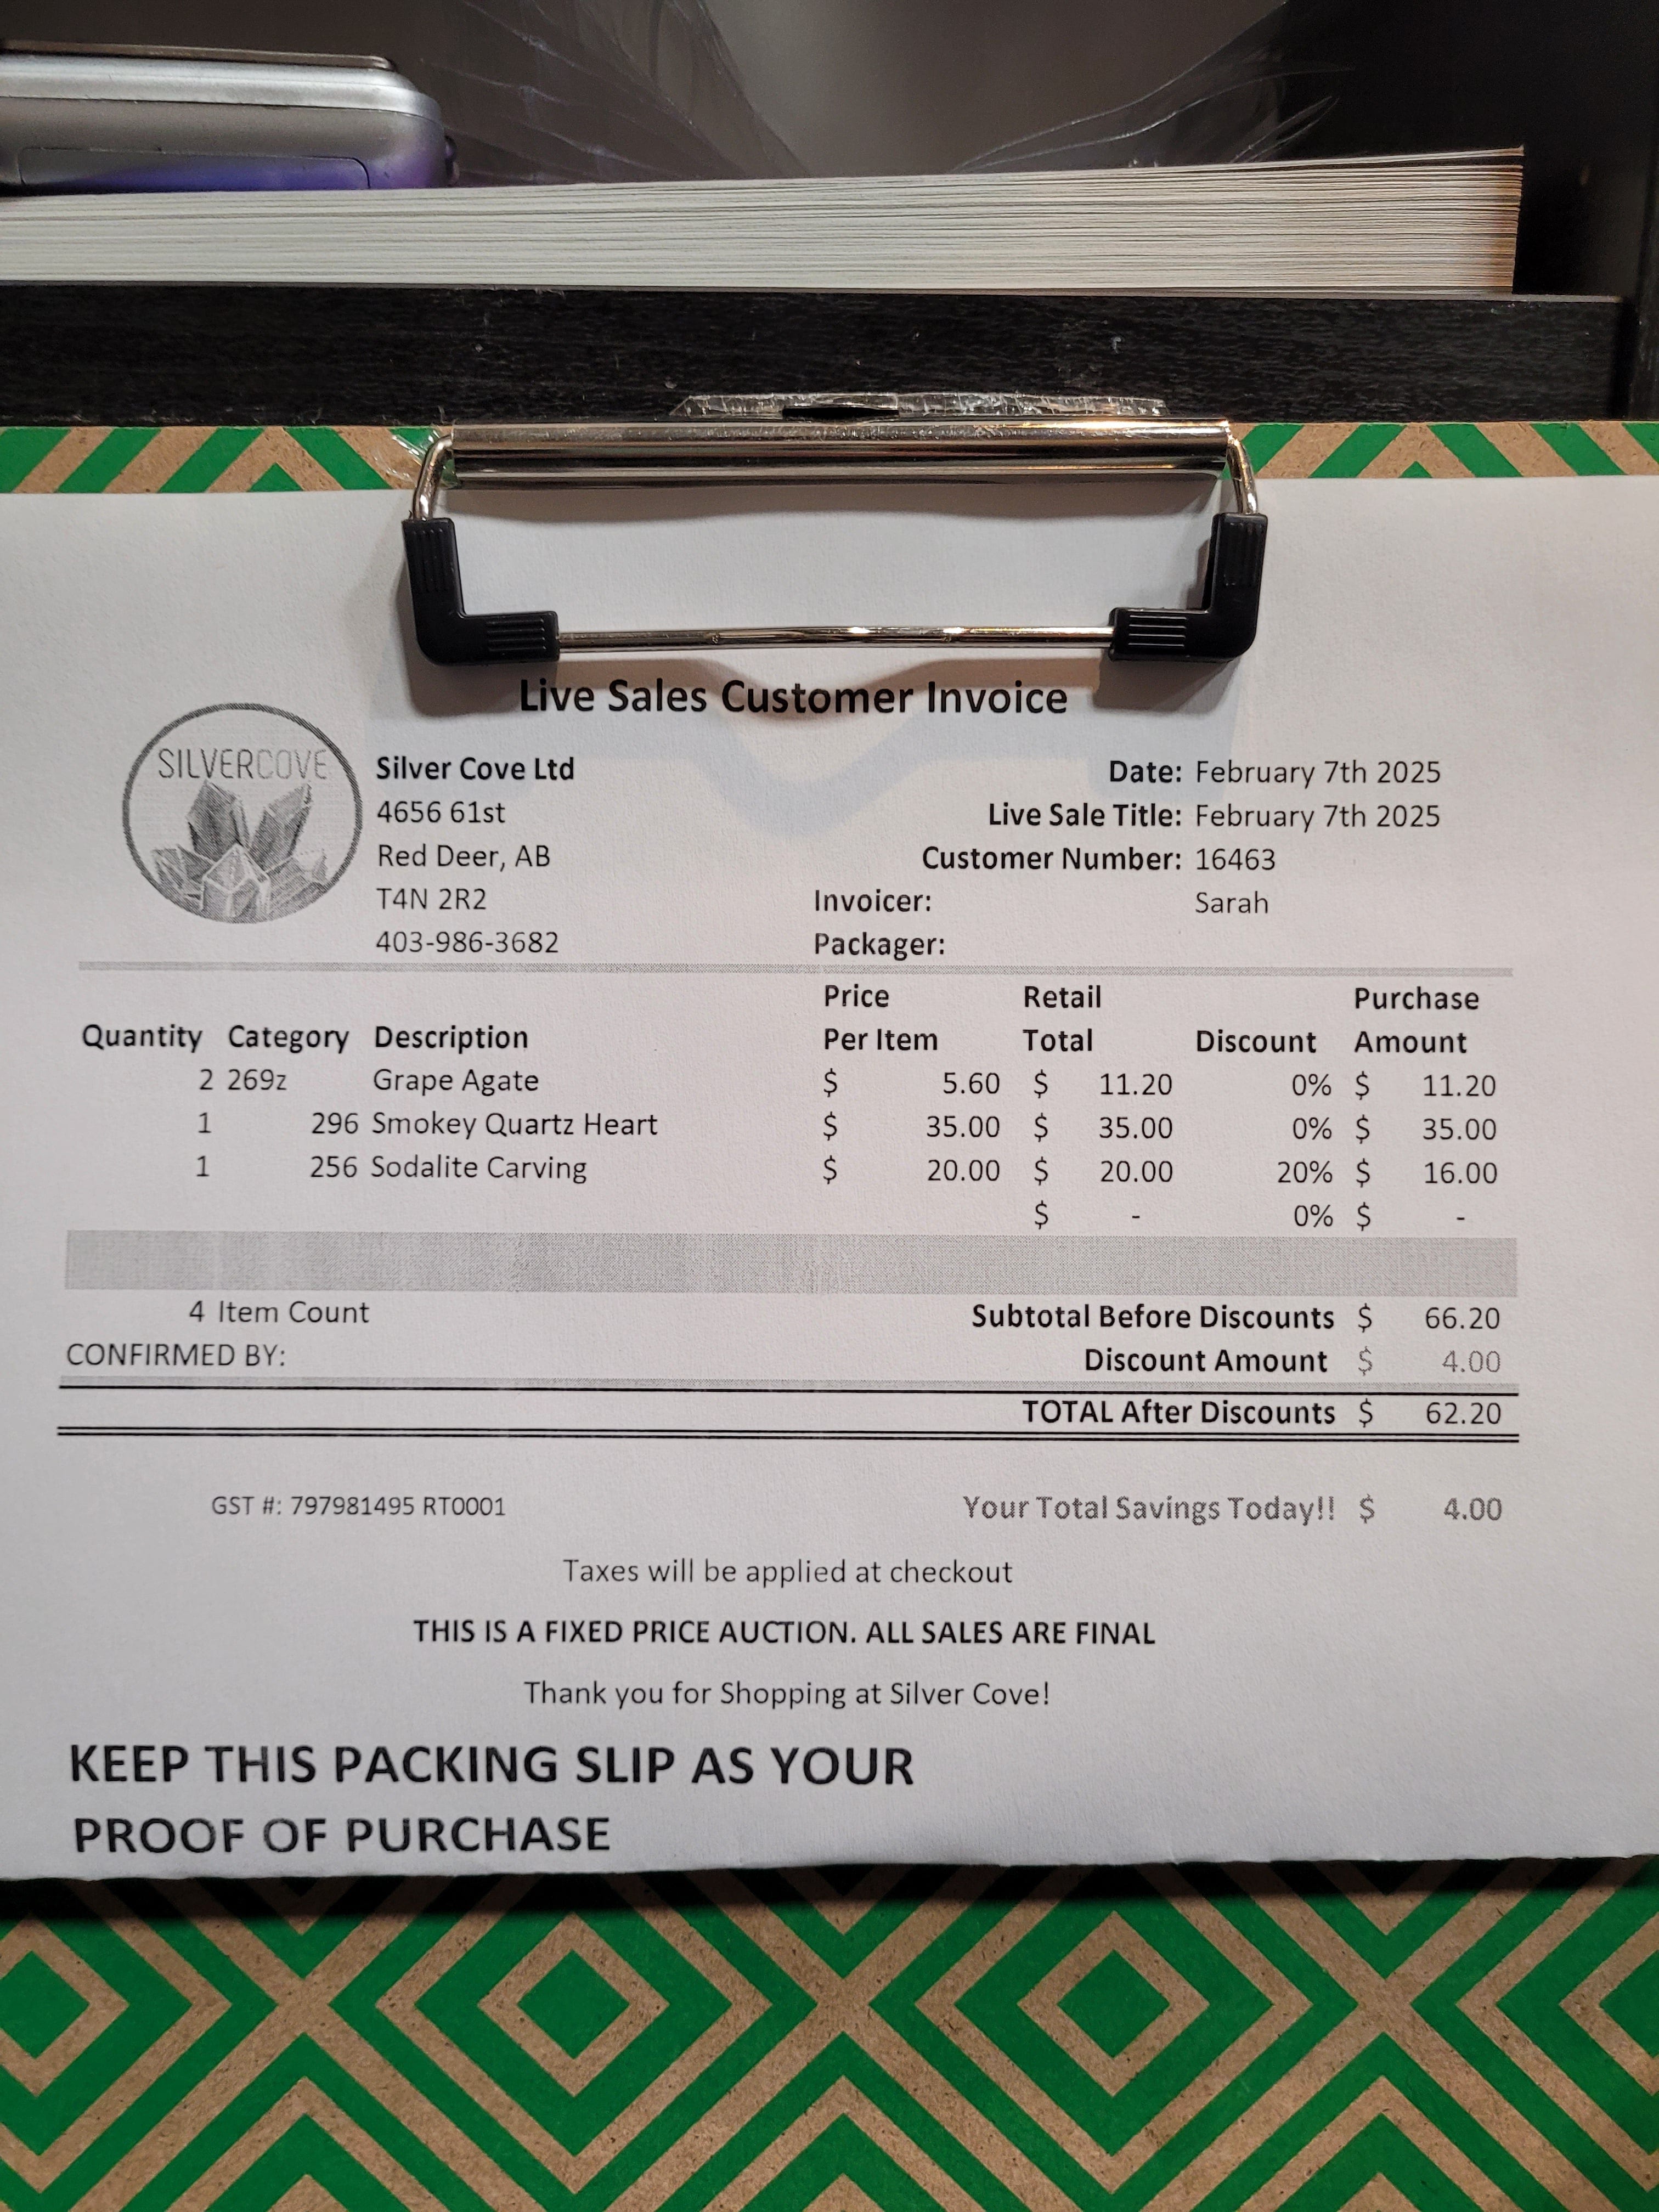 Live Sales Customer Invoice
SILVERCOVE
Silver Cove Ltd
4656 61st
Red Deer, AB
T4N 2R2
403-986-3682
Date: February 7th 2025
Live Sale Title: February 7th 2025
Customer Number: 16463
Invoicer: Sarah
Packager:
Quantity Category Description Price Per Item Retail Total Discount Purchase Amount
2 269z Grape Agate $ 5.60 $ 11.20 0% $ 11.20
1 296 Smokey Quartz Heart $ 35.00 $ 35.00 0% $ 35.00
1 256 Sodalite Carving $ 20.00 $ 20.00 20% $ 16.00
$ - 0% $ -
4 Item Count Subtotal Before Discounts $ 66.20
CONFIRMED BY: Discount Amount $ 4.00
TOTAL After Discounts $ 62.20
GST #: 797981495 RT0001 Your Total Savings Today!! $ 4.00
Taxes will be applied at checkout
THIS IS A FIXED PRICE AUCTION. ALL SALES ARE FINAL
Thank you for Shopping at Silver Cove!
KEEP THIS PACKING SLIP AS YOUR
PROOF OF PURCHASE